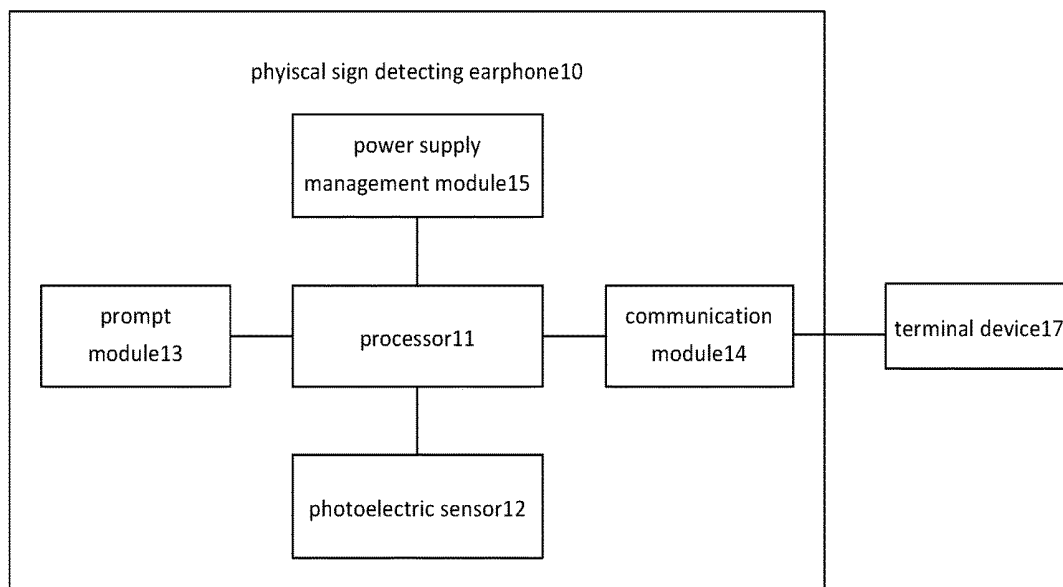 phyiscal sign detecting earphone10
power supply
management module15
prompt
module13
processor11
communication
module14
terminal device17
photoelectric sensor12